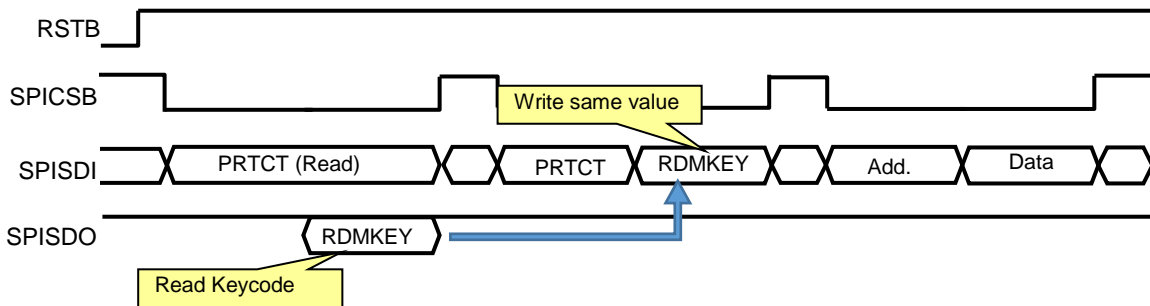 RSTB
SPICSB
Write same value
SPISDI
PRTCT (Read)
PRTCT
RDMKEY
Add.
Data
SPISDO
RDMKEY
Read Keycode